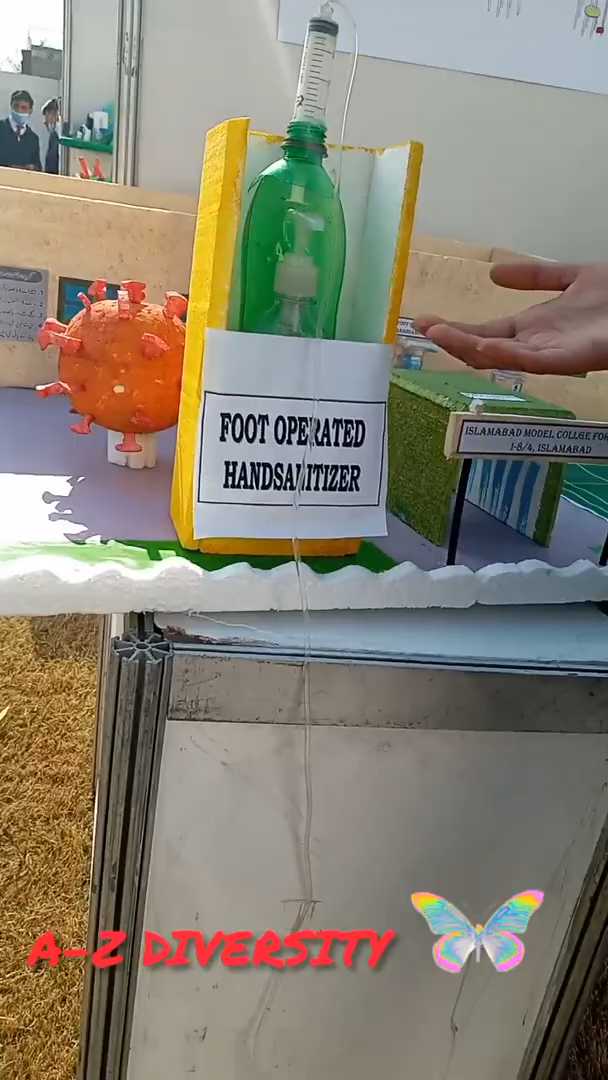 FOOT OPERATED
HANDSANITIZER
ISLAMABAD MODEL COLLGE FOR
I-8/4, ISLAMABAD
A-Z DIVERSITY